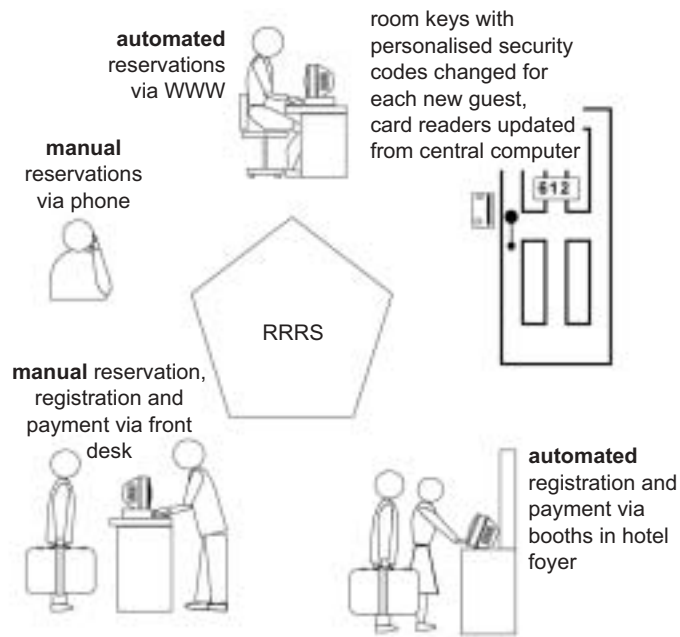 automated
reservations
via WWW
room keys with
personalised security
codes changed for
each new guest,
card readers updated
from central computer
manual
reservations
via phone
612
RRRS
manual reservation,
registration and
payment via front
desk
automated
registration and
payment via
booths in hotel
foyer